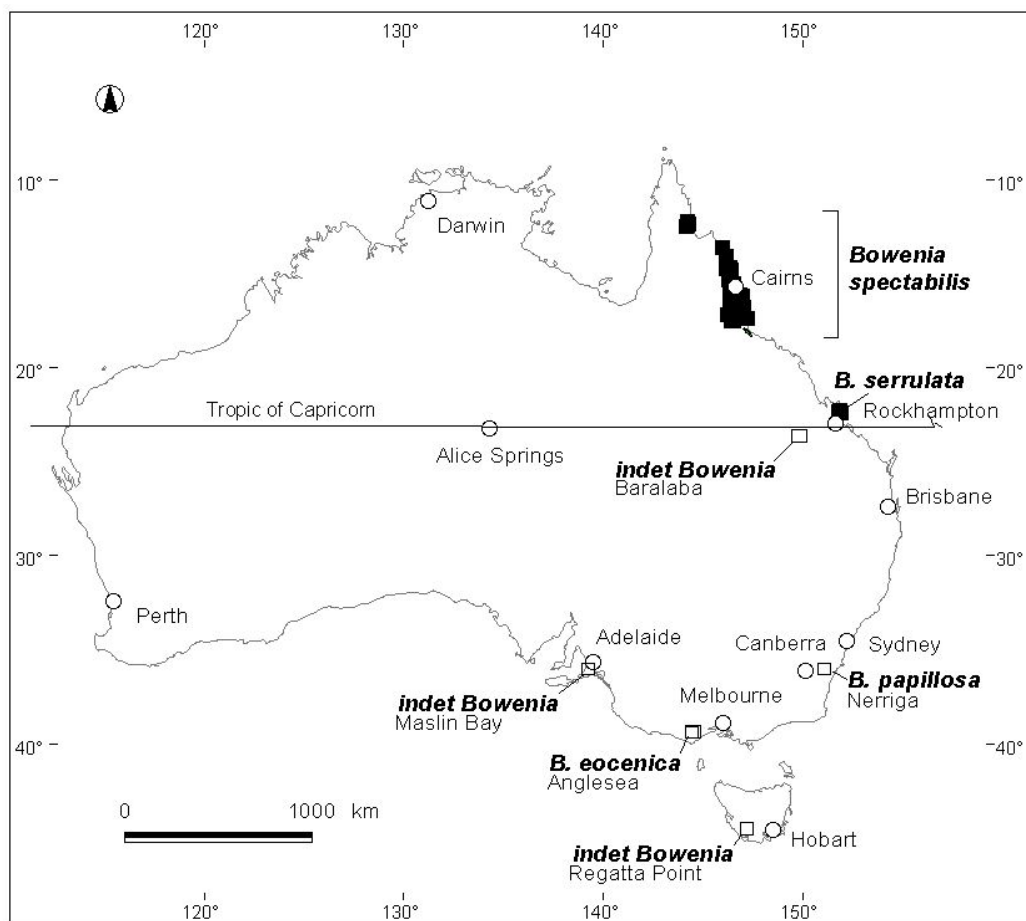 120° 130° 140° 150°
10° 10°
Darwin
Bowenia
spectabilis
Cairns
20° 20°
B. serrulata
Rockhampton
Tropic of Capricorn
Alice Springs
indet Bowenia
Baralaba
Brisbane
30° 30°
Perth
Adelaide
Canberra
Sydney
indet Bowenia
Maslin Bay
Melbourne
B. papillosa
Nerriga
40° 40°
B. eocenica
Anglesea
0 1000 km
Hobart
indet Bowenia
Regatta Point
120° 130° 140° 150°